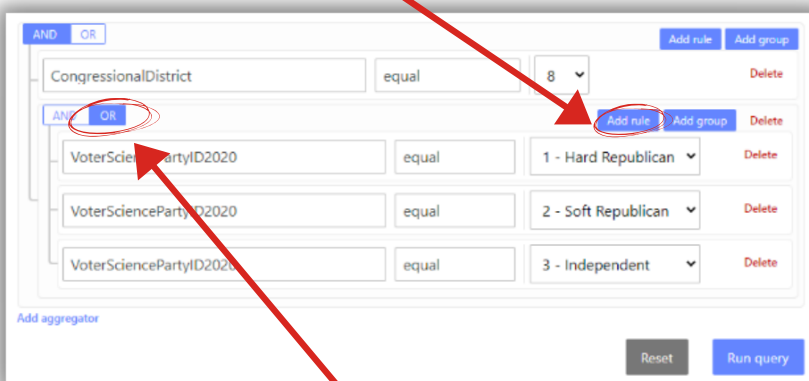 AND OR
Add rule Add group
CongressionalDistrict equal 8 Delete
AND OR
Add rule Add group Delete
VoterSciencePartyID2020 equal 1 - Hard Republican Delete
VoterSciencePartyID2020 equal 2 - Soft Republican Delete
VoterSciencePartyID2020 equal 3 - Independent Delete
Add aggregator
Reset Run query